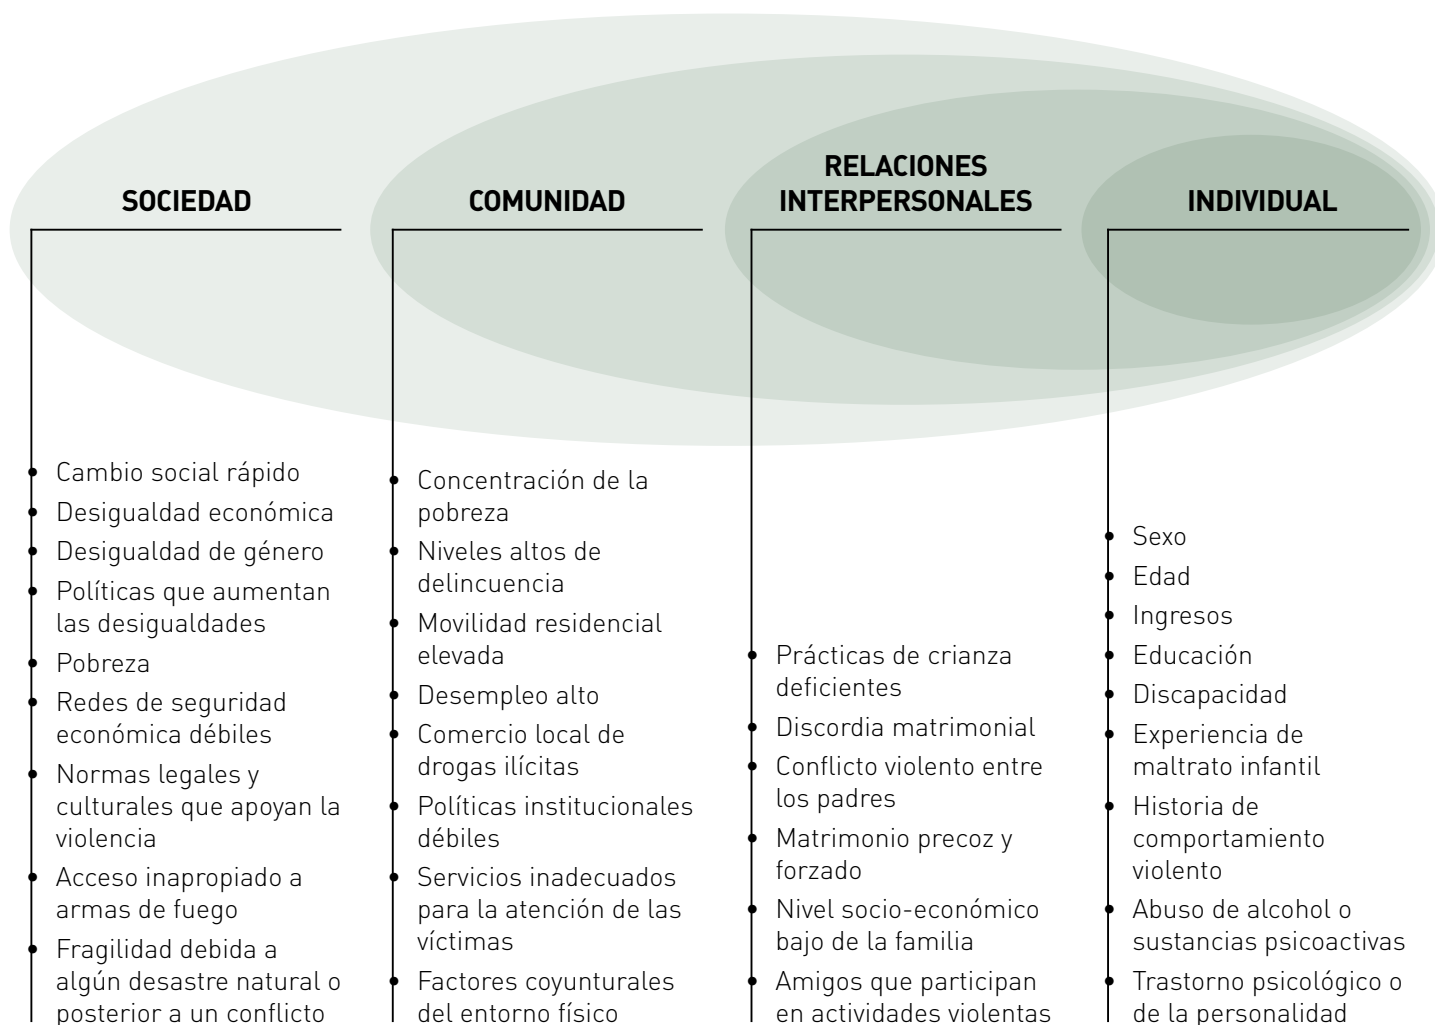 SOCIEDAD
Cambio social rápido
Desigualdad económica
Desigualdad de género
Políticas que aumentan
las desigualdades
Pobreza
Redes de seguridad
económica débiles
Normas legales y
culturales que apoyan la
violencia
Acceso inapropiado a
armas de fuego
Fragilidad debida a
algún desastre natural o
posterior a un conflicto
COMUNIDAD
Concentración de la
pobreza
Niveles altos de
delincuencia
Movilidad residencial
elevada
Desempleo alto
Comercio local de
drogas ilícitas
Políticas institucionales
débiles
Servicios inadecuados
para la atención de las
víctimas
Factores coyunturales
del entorno físico
RELACIONES
INTERPERSONALES
Prácticas de crianza
deficientes
Discordia matrimonial
Conflicto violento entre
los padres
Matrimonio precoz y
forzado
Nivel socio-económico
bajo de la familia
Amigos que participan
en actividades violentas
INDIVIDUAL
Sexo
Edad
Ingresos
Educación
Discapacidad
Experiencia de
maltrato infantil
Historia de
comportamiento
violento
Abuso de alcohol o
sustancias psicoactivas
Trastorno psicológico o
de la personalidad